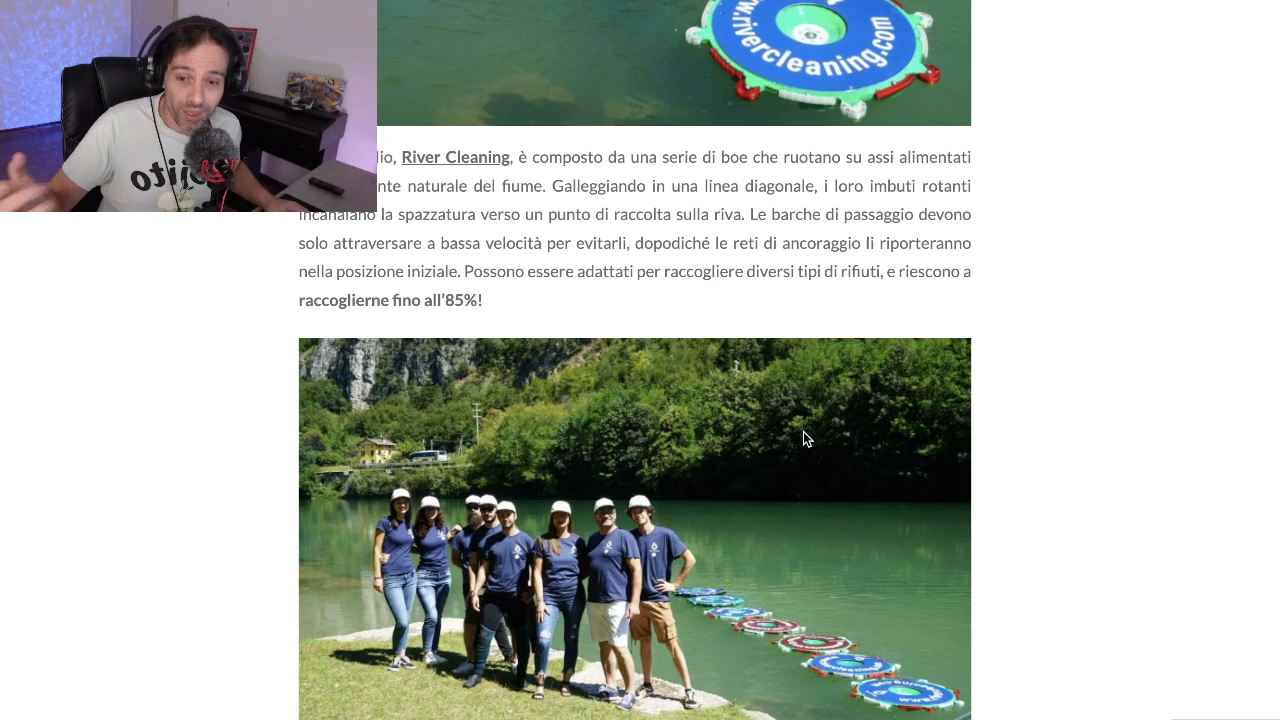 www.rivercleaning.com
lio, River Cleaning, è composto da una serie di boe che ruotano su assi alimentati
nte naturale del fiume. Galleggiando in una linea diagonale, i loro imbuti rotanti
incanalano la spazzatura verso un punto di raccolta sulla riva. Le barche di passaggio devono
solo attraversare a bassa velocità per evitarli, dopodiché le reti di ancoraggio li riporteranno
nella posizione iniziale. Possono essere adattati per raccogliere diversi tipi di rifiuti, e riescono a
raccoglierne fino all'85%!